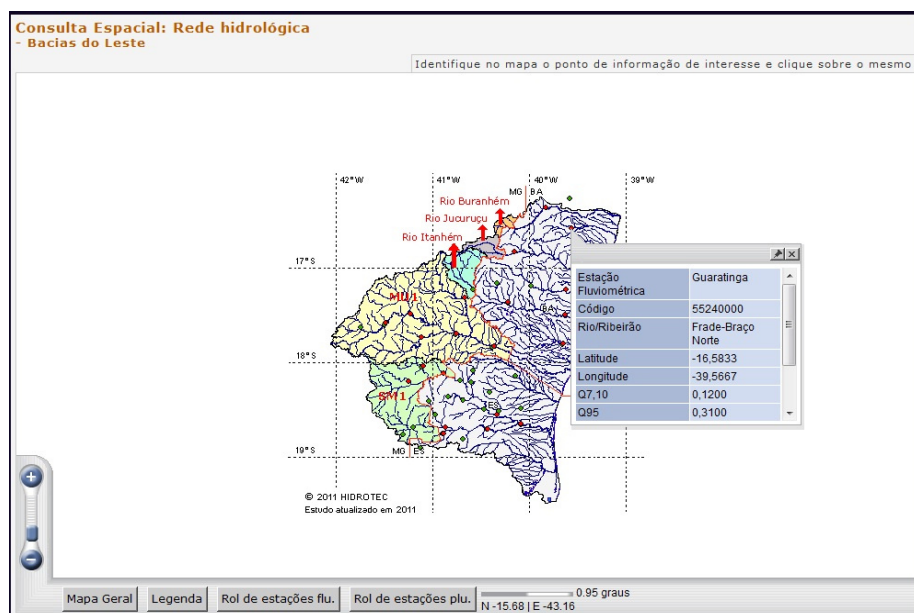 Consulta Espacial: Rede hidrológica
- Bacias do Leste
Identifique no mapa o ponto de informação de interesse e clique sobre o mesmo
42°W 41°W 40°W 39°W
MG BA
Rio Buranhém
Rio Jucuruçu
Rio Itanhém
17°S
MU1
BA
18°S
SM1
ES
19°S
MG ES
© 2011 HIDROTEC
Estudo atualizado em 2011
Estação Fluviométrica Guaratinga
Código 55240000
Rio/Ribeirão Frade-Braço Norte
Latitude -16,5833
Longitude -39,5667
Q7,10 0,1200
Q95 0,3100
Mapa Geral Legenda Rol de estações flu. Rol de estações plu.
0.95 graus
N -15.68 | E -43.16